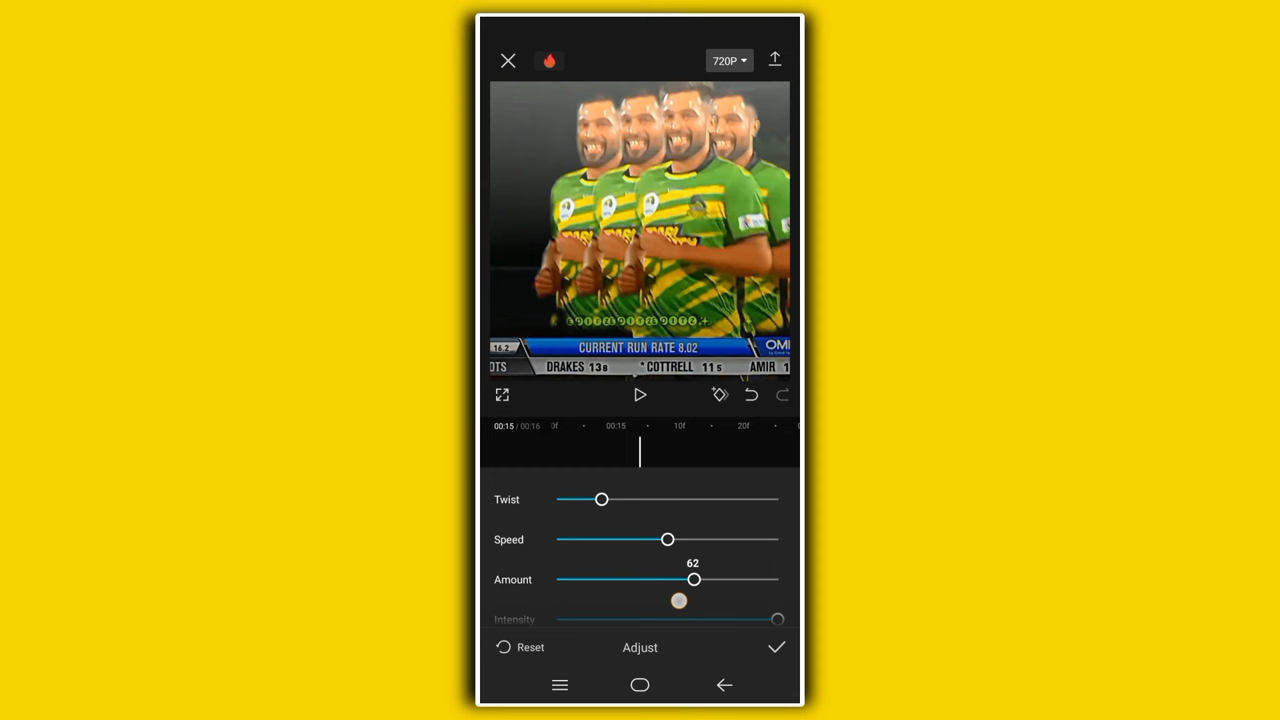 720P
16.2
CURRENT RUN RATE 8.02
OTS
DRAKES 13 8
* COTTRELL 11 5
AMIR 1
00:15 / 00:16
0f
00:15
10f
20f
Twist
Speed
62
Amount
Intensity
Reset
Adjust